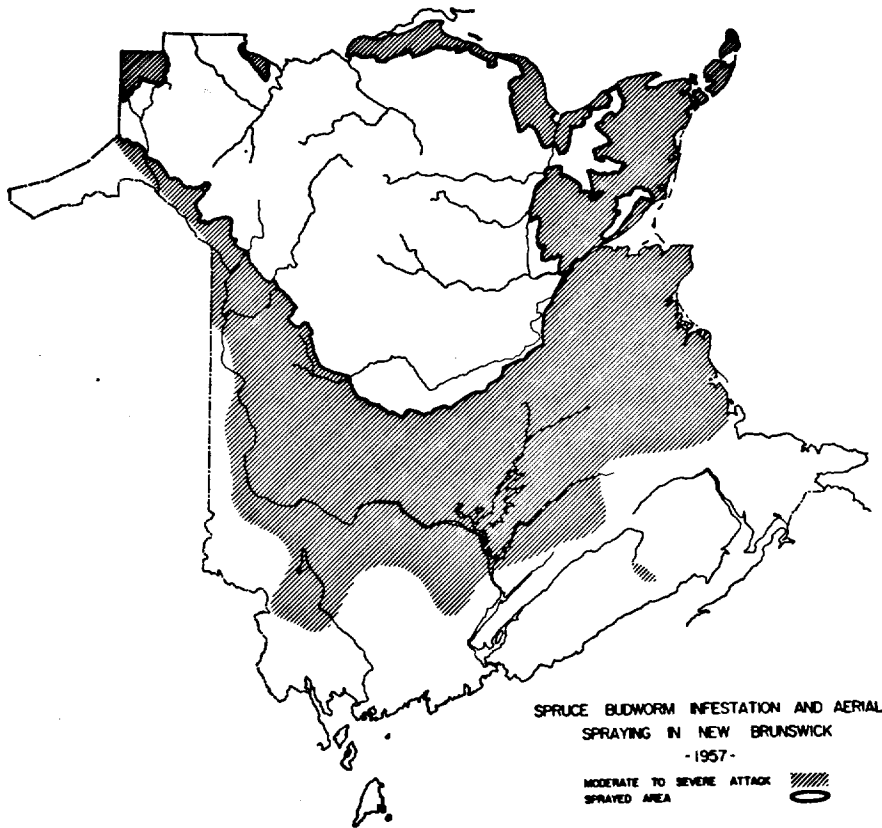 SPRUCE BUDWORM INFESTATION AND AERIAL
SPRAYING IN NEW BRUNSWICK
-1957-
MODERATE TO SEVERE ATTACK
SPRAYED AREA